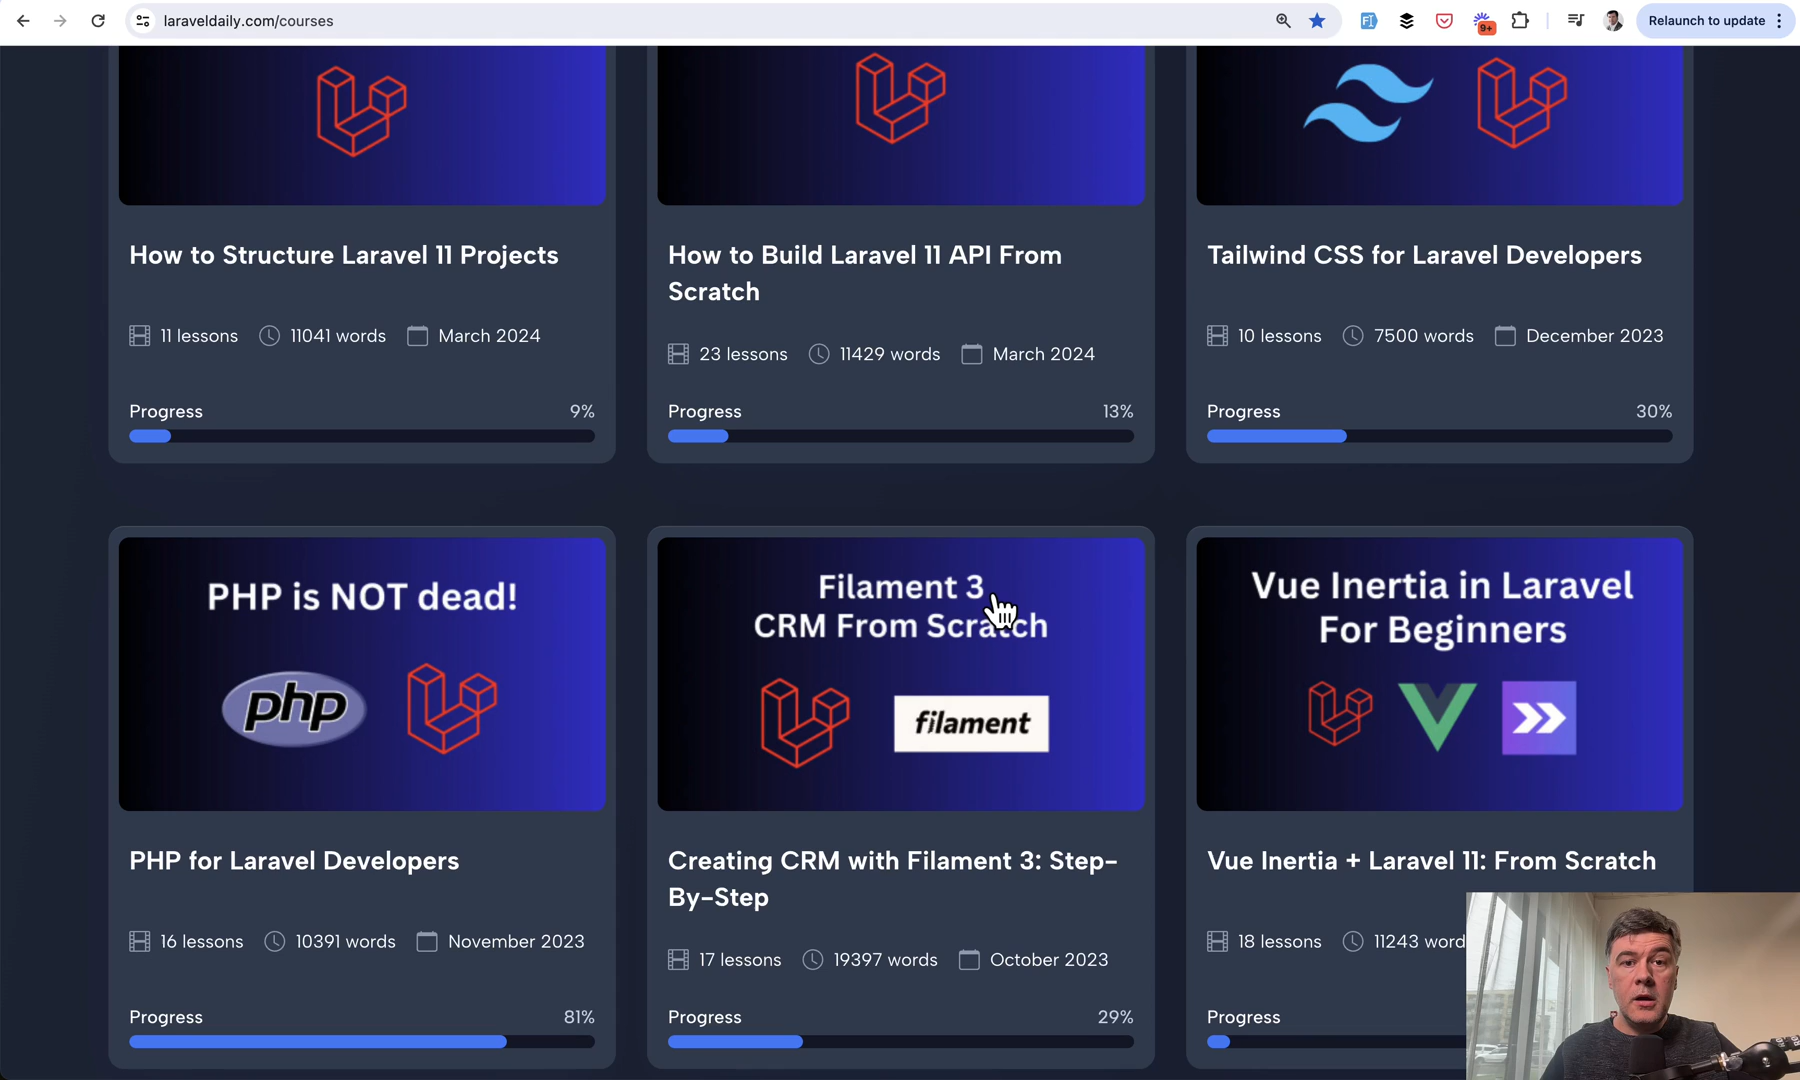 laraveldaily.com/courses
9+
Relaunch to update
How to Structure Laravel 11 Projects
11 lessons
11041 words
March 2024
Progress
9%
How to Build Laravel 11 API From
Scratch
23 lessons
11429 words
March 2024
Progress
13%
Tailwind CSS for Laravel Developers
10 lessons
7500 words
December 2023
Progress
30%
PHP is NOT dead!
php
PHP for Laravel Developers
16 lessons
10391 words
November 2023
Progress
81%
Filament 3
CRM From Scratch
filament
Creating CRM with Filament 3: Step-
By-Step
17 lessons
19397 words
October 2023
Progress
29%
Vue Inertia in Laravel
For Beginners
Vue Inertia + Laravel 11: From Scratch
18 lessons
11243 word
Progress